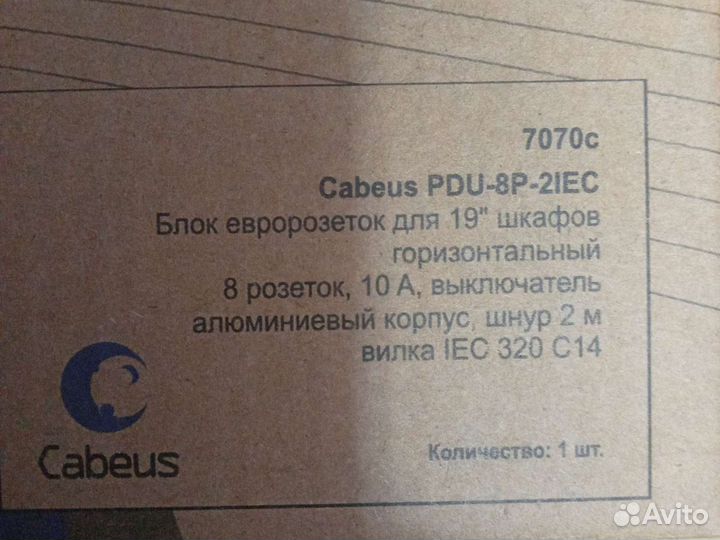 7070c
Cabeus PDU-8P-2IEC
Блок евророзеток для 19" шкафов
горизонтальный
8 розеток, 10 А, выключатель
алюминиевый корпус, шнур 2 м
вилка IEC 320 C14
Количество: 1 шт.
Cabeus
Avito